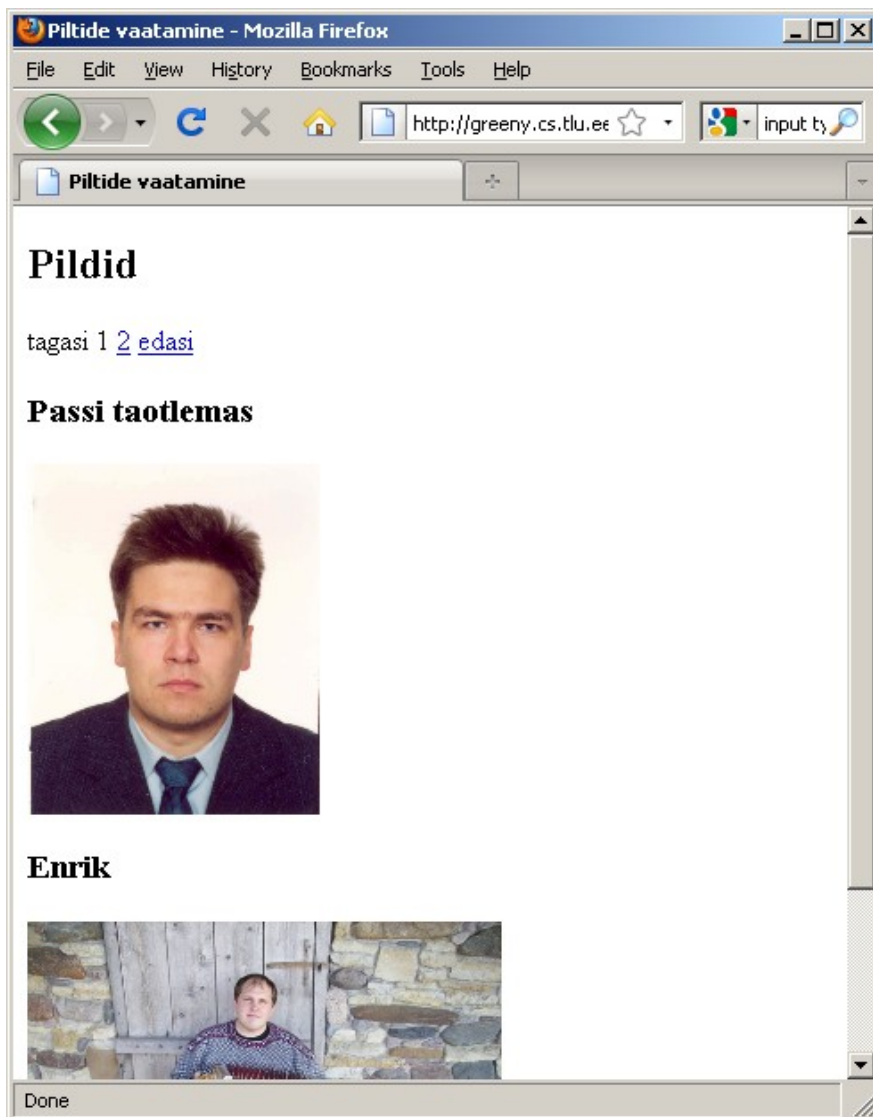 Piltide vaatamine - Mozilla Firefox
File Edit View History Bookmarks Tools Help
http://greeny.cs.tlu.ee input ty
Piltide vaatamine
Pildid
tagasi 1 2 edasi
Passi taotlemas
Enrik
Done